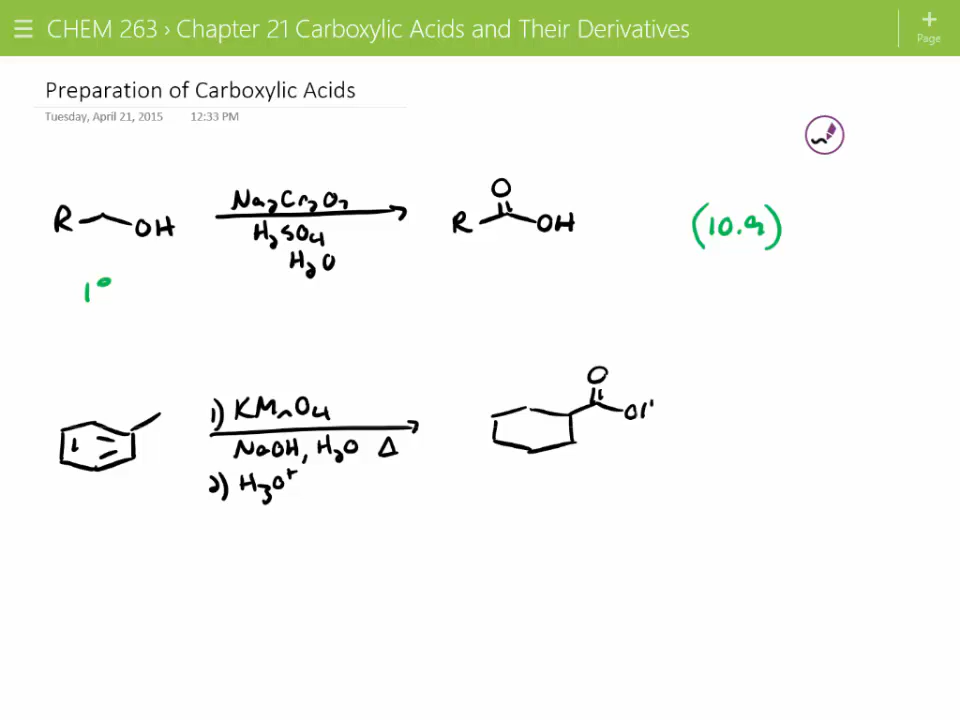 CHEM 263 › Chapter 21 Carboxylic Acids and Their Derivatives
+
Page
Preparation of Carboxylic Acids
Tuesday, April 21, 2015 12:33 PM
Na2Cr2O7
O
R OH
H2SO4
H2O
R OH
(10.9)
1°
O
1) KMnO4
NaOH, H2O Δ
2) H3O+